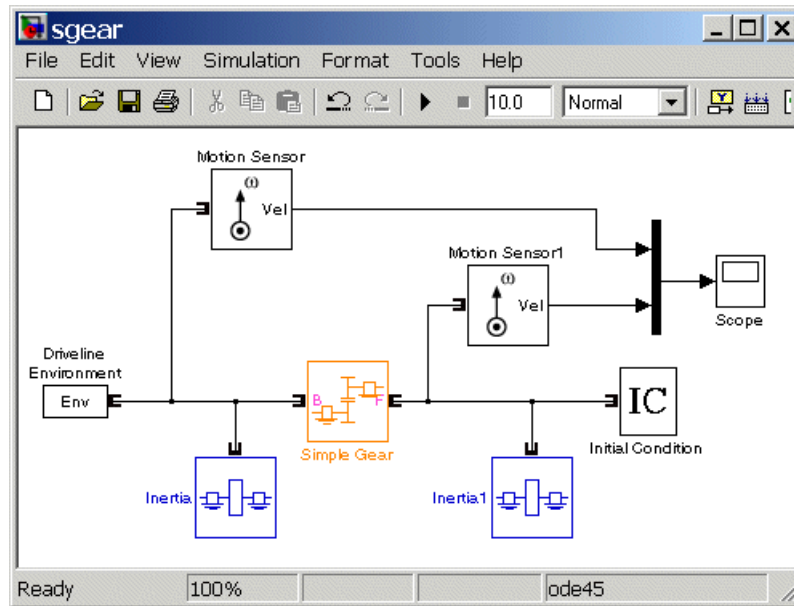 sgear
File Edit View Simulation Format Tools Help
10.0 Normal
Motion Sensor
ω
Vel
Motion Sensor1
ω
Vel
Scope
Driveline
Environment
Env
B
F
Simple Gear
IC
Initial Condition
Inertia
Inertia1
Ready 100% ode45